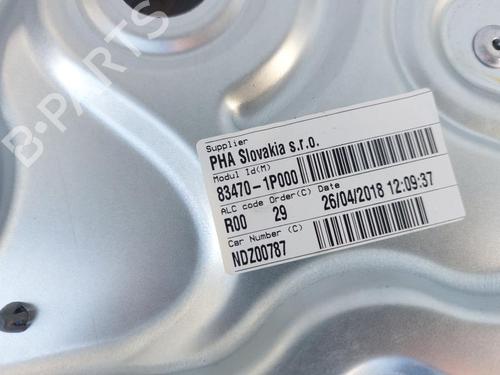 B-PARTS
Supplier
PHA Slovakia s.r.o.
Modul Id(M)
83470-1P000
ALC code Order(C) Date
R00 29 26/04/2018 12:09:37
Car Number (C)
NDZ00787